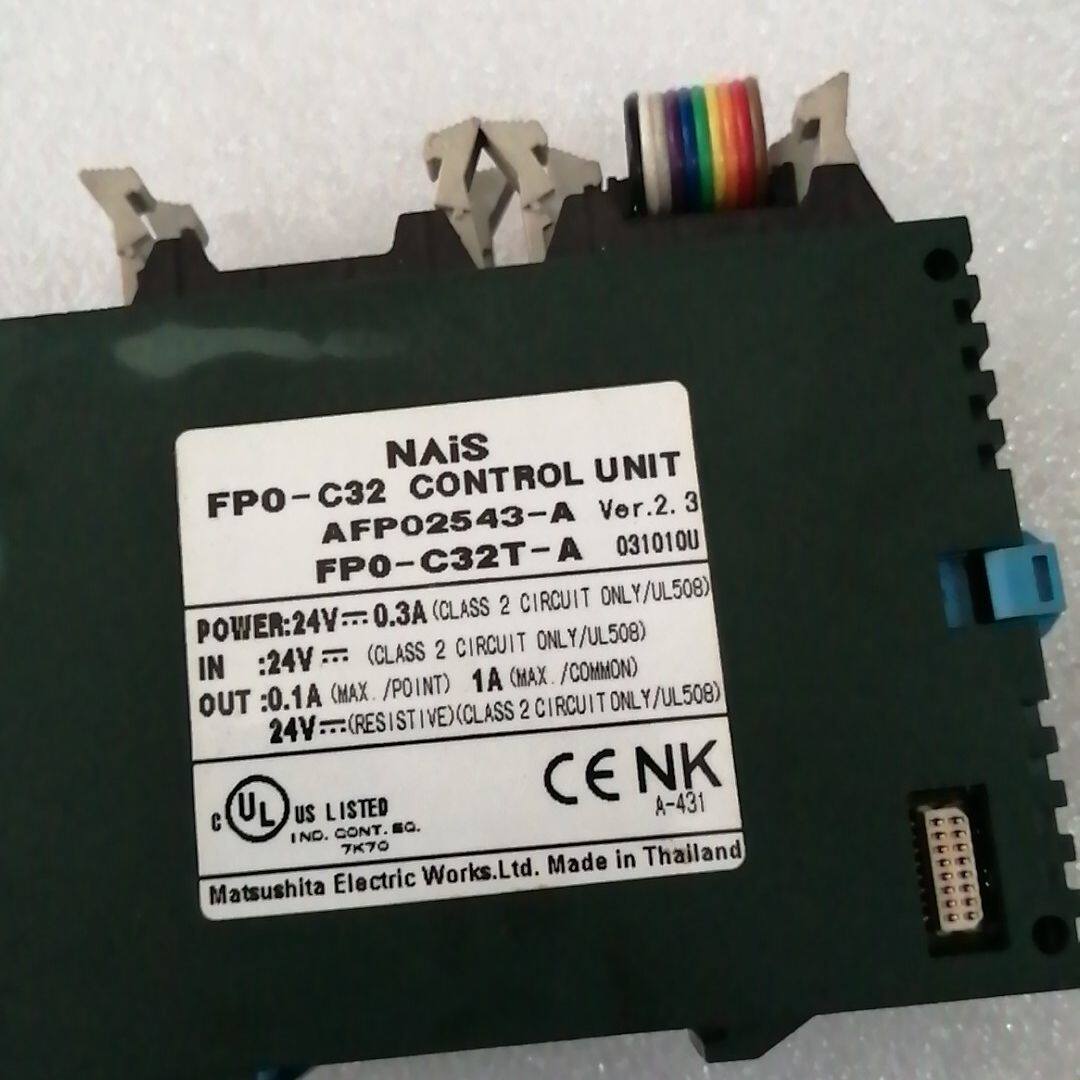 NAiS
FP0-C32 CONTROL UNIT
AFP02543-A Ver.2.3
FP0-C32T-A 031010U
POWER:24V⎓0.3A(CLASS 2 CIRCUIT ONLY/UL508)
IN :24V⎓ (CLASS 2 CIRCUIT ONLY/UL508)
OUT :0.1A (MAX./POINT) 1A (MAX./COMMON)
24V⎓(RESISTIVE)(CLASS 2 CIRCUIT ONLY/UL508)
C UL US LISTED
IND. CONT. EQ.
7K70
CE NK
A-431
Matsushita Electric Works.Ltd. Made in Thailand